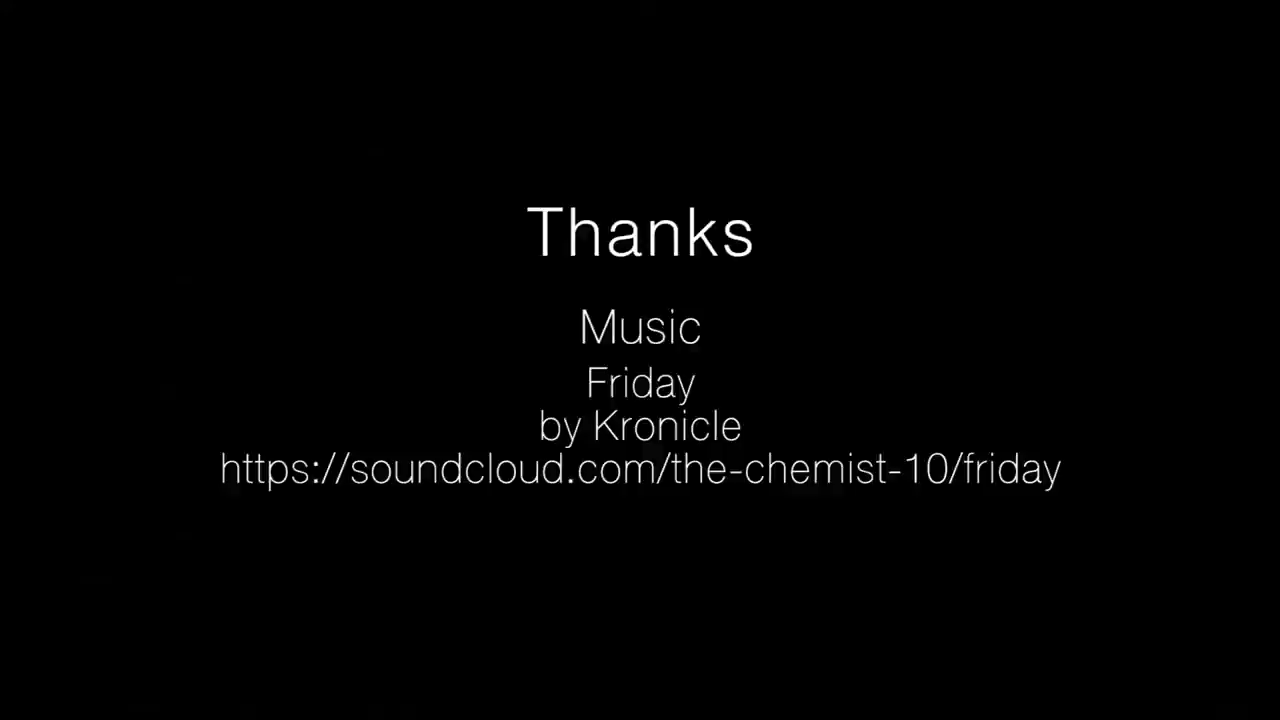 Thanks
Music
Friday
by Kronicle
https://soundcloud.com/the-chemist-10/friday